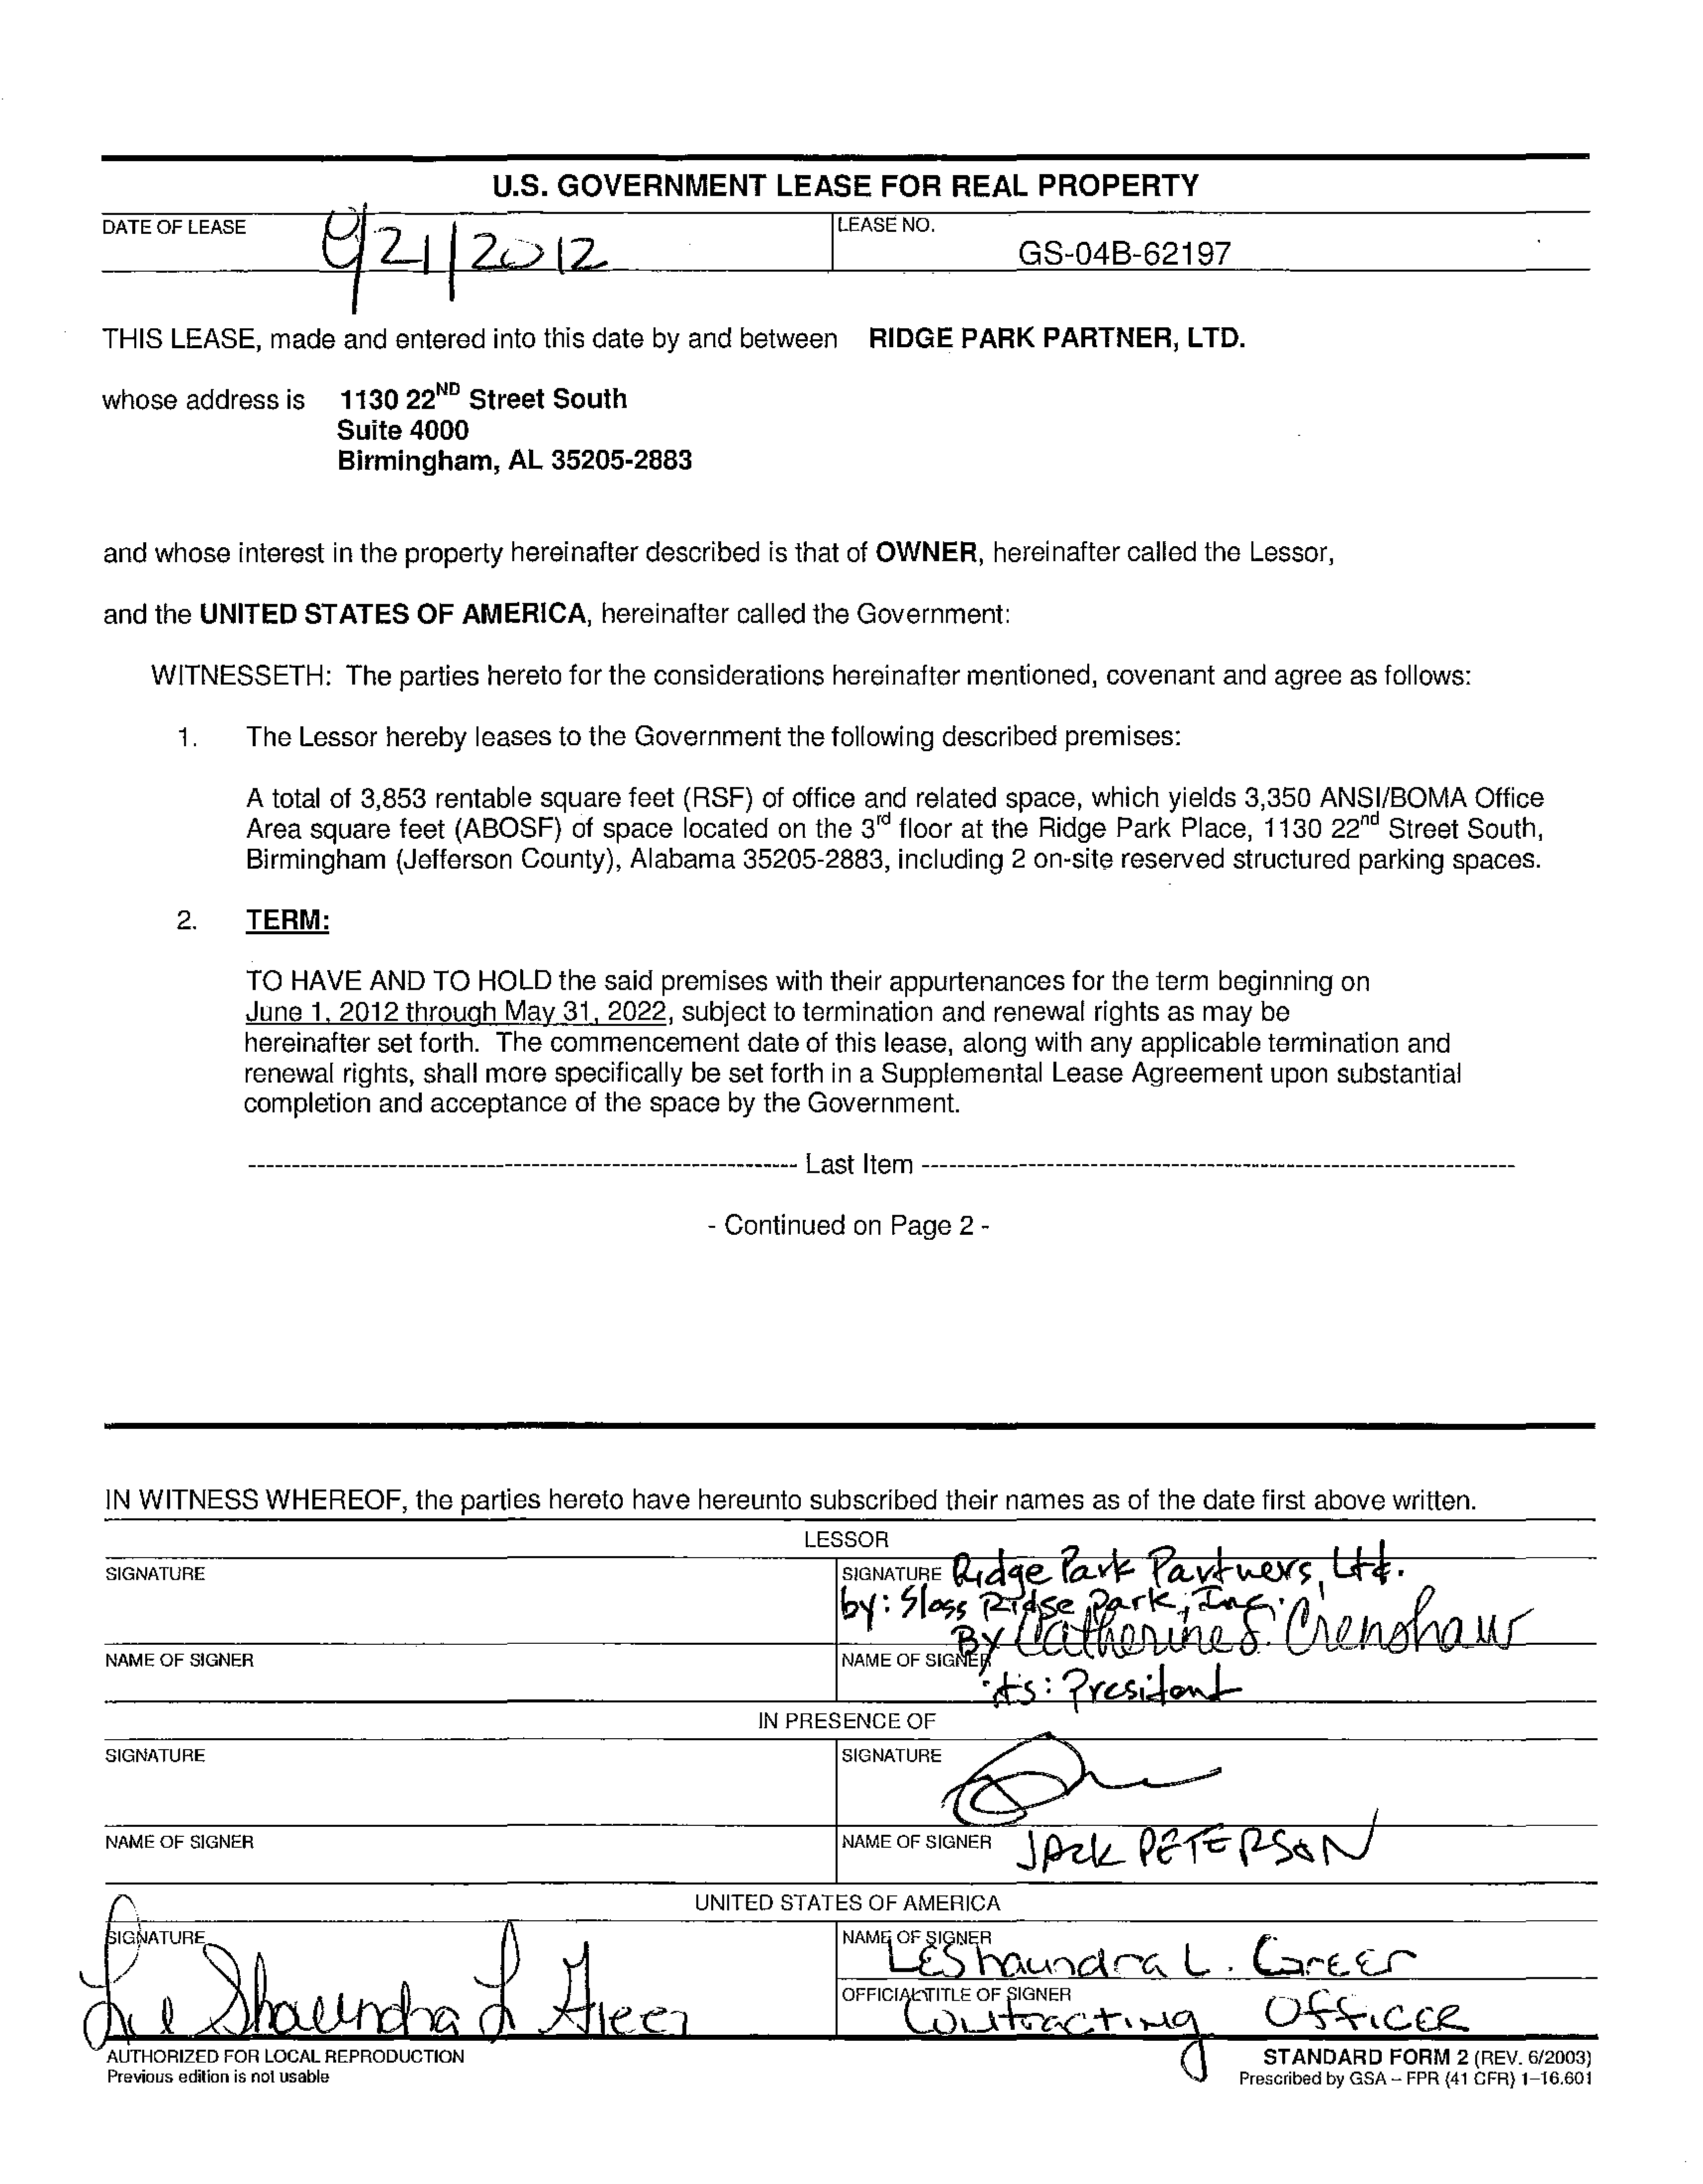 U.S. GOVERNMENT LEASE FOR REAL PROPERTY
DATE OF LEASE 4/21/2012 LEASE NO. GS-04B-62197
THIS LEASE, made and entered into this date by and between RIDGE PARK PARTNER, LTD.
whose address is 1130 22ND Street South
Suite 4000
Birmingham, AL 35205-2883
and whose interest in the property hereinafter described is that of OWNER, hereinafter called the Lessor,
and the UNITED STATES OF AMERICA, hereinafter called the Government:
WITNESSETH: The parties hereto for the considerations hereinafter mentioned, covenant and agree as follows:
1. The Lessor hereby leases to the Government the following described premises:
A total of 3,853 rentable square feet (RSF) of office and related space, which yields 3,350 ANSI/BOMA Office
Area square feet (ABOSF) of space located on the 3rd floor at the Ridge Park Place, 1130 22nd Street South,
Birmingham (Jefferson County), Alabama 35205-2883, including 2 on-site reserved structured parking spaces.
2. TERM:
TO HAVE AND TO HOLD the said premises with their appurtenances for the term beginning on
June 1, 2012 through May 31, 2022, subject to termination and renewal rights as may be
hereinafter set forth. The commencement date of this lease, along with any applicable termination and
renewal rights, shall more specifically be set forth in a Supplemental Lease Agreement upon substantial
completion and acceptance of the space by the Government.
---------------------------------------------------------------- Last Item ---------------------------------------------------------------------
- Continued on Page 2 -
IN WITNESS WHEREOF, the parties hereto have hereunto subscribed their names as of the date first above written.
LESSOR
SIGNATURE SIGNATURE Ridge Park Partners, Ltd.
by: Sloss Ridge Park, Inc.
By Catherine S. Crenshaw
NAME OF SIGNER NAME OF SIGNER
its: President
IN PRESENCE OF
SIGNATURE SIGNATURE
NAME OF SIGNER NAME OF SIGNER JACK PETERSON
UNITED STATES OF AMERICA
SIGNATURE NAME OF SIGNER
LeShaundra L. Greer
LeShaundra L Greer OFFICIAL TITLE OF SIGNER
Contracting Officer
AUTHORIZED FOR LOCAL REPRODUCTION STANDARD FORM 2 (REV. 6/2003)
Previous edition is not usable Prescribed by GSA – FPR (41 CFR) 1–16.601